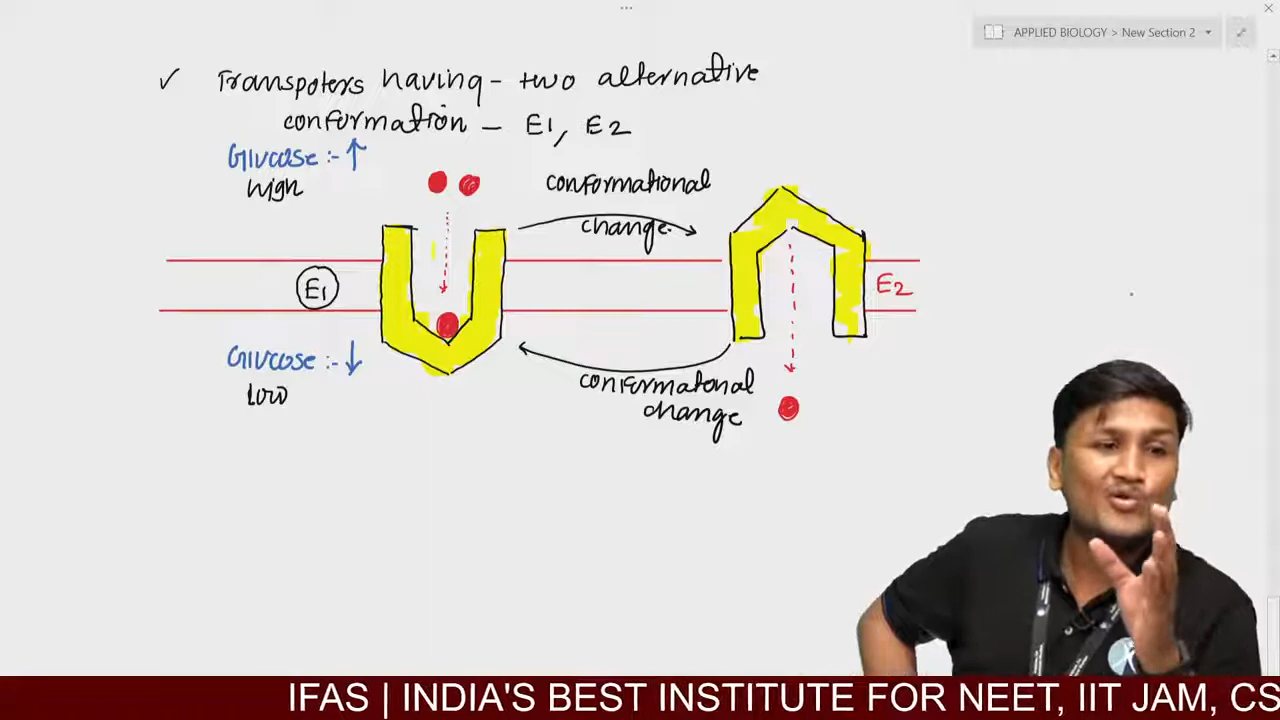 APPLIED BIOLOGY > New Section 2
✓ Transpoters having - two alternative
conformation - E1, E2
Glucose :- ↑
high
conformational
change.
E1
E2
Glucose :- ↓
low
conformational
change
IFAS | INDIA'S BEST INSTITUTE FOR NEET, IIT JAM, CS